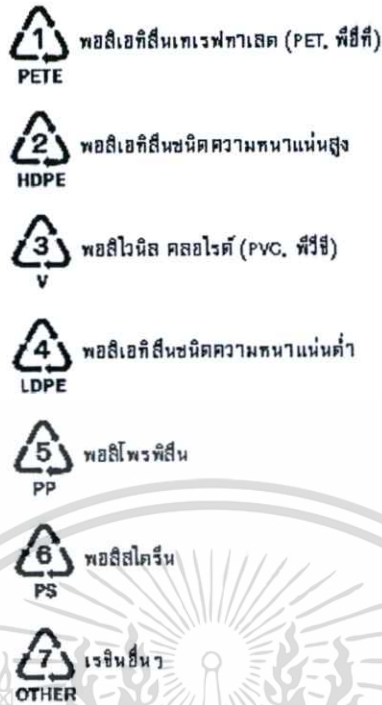 1 พอลิเอทิลีนเทเรฟทาเลต (PET, พีอีที)
PETE
2 พอลิเอทิลีนชนิดความหนาแน่นสูง
HDPE
3 พอลิไวนิล คลอไรด์ (PVC, พีวีซี)
V
4 พอลิเอทิลีนชนิดความหนาแน่นต่ำ
LDPE
5 พอลิโพรพิลีน
PP
6 พอลิสไตรีน
PS
7 เรซินอื่นๆ
OTHER